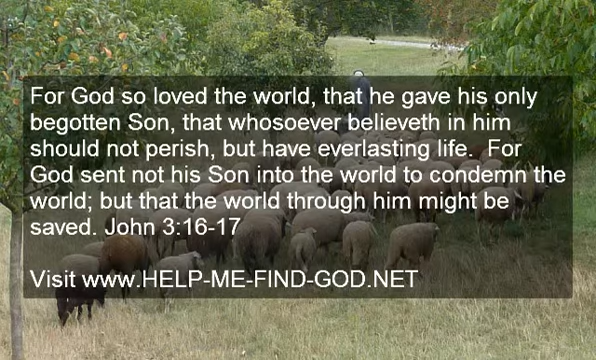 For God so loved the world, that he gave his only
begotten Son, that whosoever believeth in him
should not perish, but have everlasting life.  For
God sent not his Son into the world to condemn the
world; but that the world through him might be
saved. John 3:16-17
Visit www.HELP-ME-FIND-GOD.NET